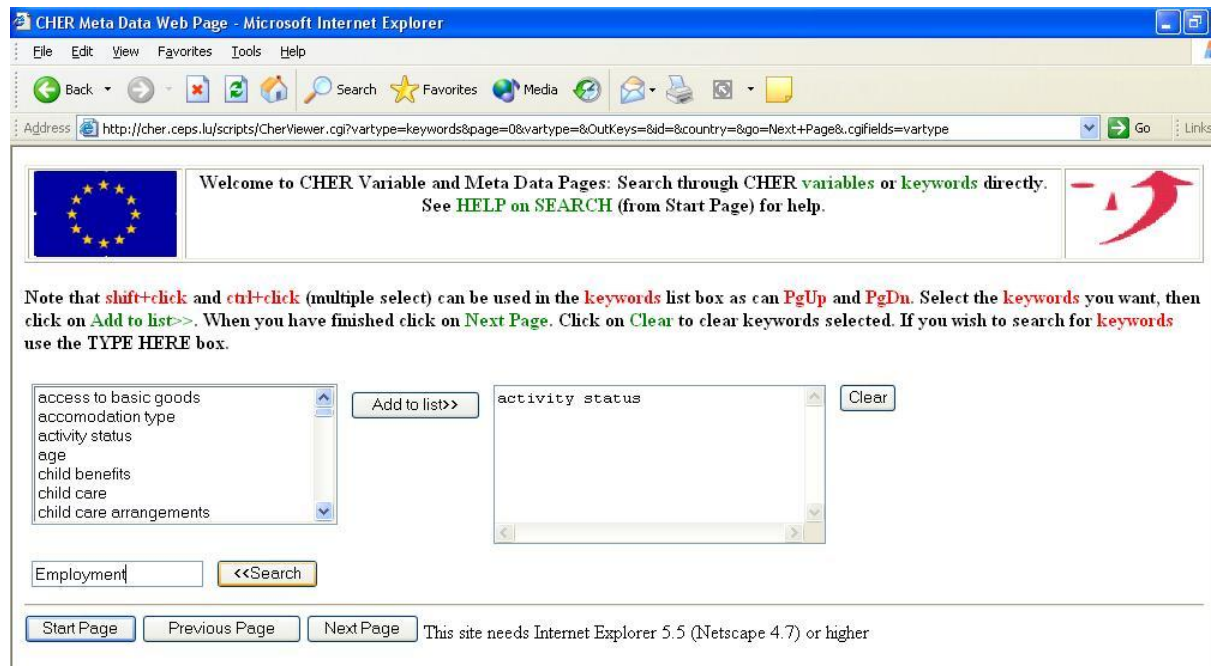 CHER Meta Data Web Page - Microsoft Internet Explorer
File Edit View Favorites Tools Help
Back Search Favorites Media
Address http://cher.ceps.lu/scripts/CherViewer.cgi?vartype=keywords&page=0&vartype=&OutKeys=&id=&country=&go=Next+Page&.cgifields=vartype Go Links
Welcome to CHER Variable and Meta Data Pages: Search through CHER variables or keywords directly.
See HELP on SEARCH (from Start Page) for help.
Note that shift+click and ctrl+click (multiple select) can be used in the keywords list box as can PgUp and PgDn. Select the keywords you want, then
click on Add to list>>. When you have finished click on Next Page. Click on Clear to clear keywords selected. If you wish to search for keywords
use the TYPE HERE box.
access to basic goods
accomodation type
activity status
age
child benefits
child care
child care arrangements
Add to list>>
activity status
Clear
Employment <<Search
Start Page Previous Page Next Page This site needs Internet Explorer 5.5 (Netscape 4.7) or higher